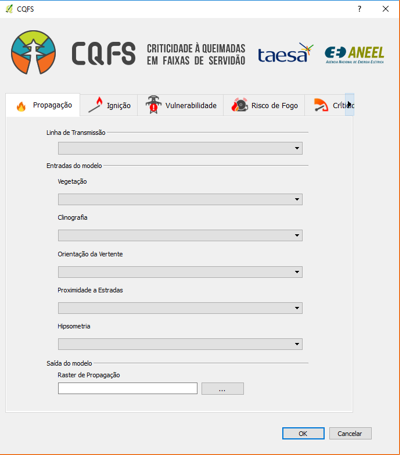 CQFS
? X
CQFS
CRITICIDADE À QUEIMADAS
EM FAIXAS DE SERVIDÃO
taesa
ANEEL
AGÊNCIA NACIONAL DE ENERGIA ELÉTRICA
Propagação
Ignição
Vulnerabilidade
Risco de Fogo
Linha de Transmissão
Entradas do modelo
Vegetação
Clinografia
Orientação da Vertente
Proximidade a Estradas
Hipsometria
Saída do modelo
Raster de Propagação
...
OK
Cancelar